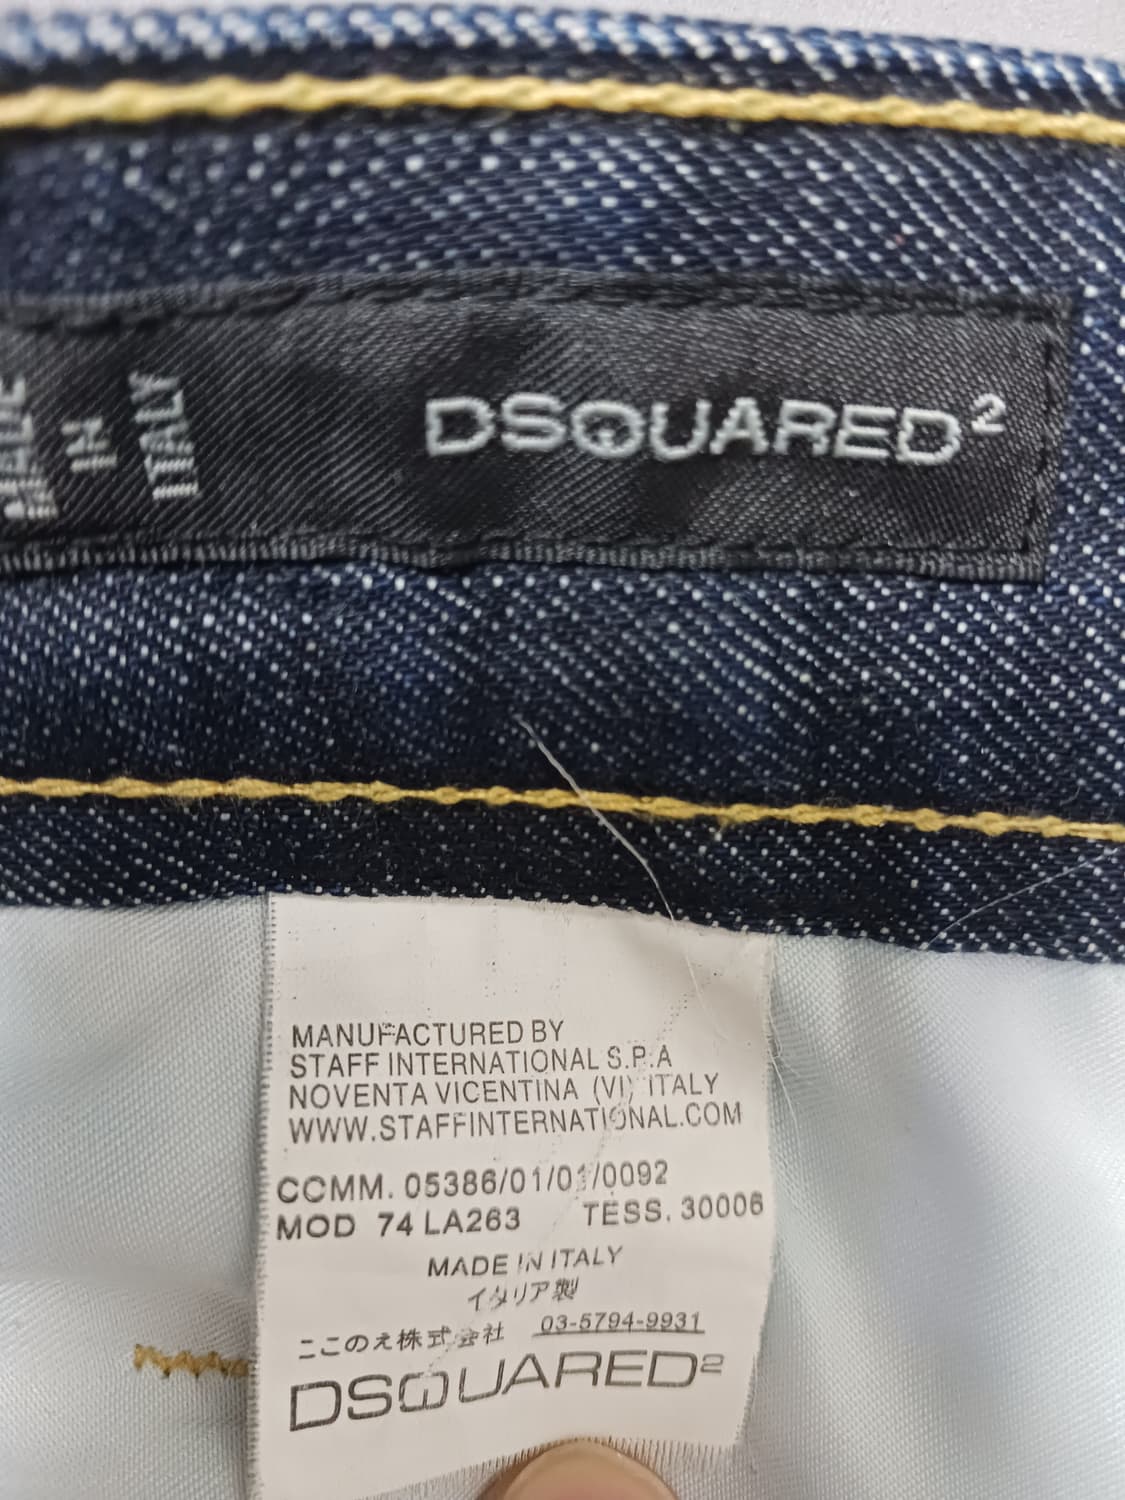 MADE
IN
ITALY
DSQUARED²
MANUFACTURED BY
STAFF INTERNATIONAL S.P.A
NOVENTA VICENTINA (VI) ITALY
WWW.STAFFINTERNATIONAL.COM
CCMM. 05386/01/01/0092
MOD 74 LA263 TESS. 30006
MADE IN ITALY
イタリア製
ここのえ株式会社 03-5794-9931
DSQUARED²